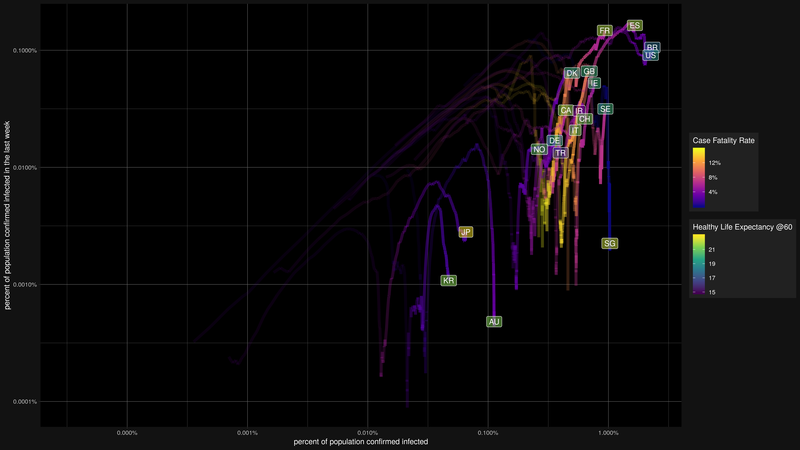 FR
ES
BR
US
DK
GB
IE
CA
IR
SE
CH
IT
DE
NO
TR
JP
SG
KR
AU
0.1000%
0.0100%
0.0010%
0.0001%
percent of population confirmed infected in the last week
0.000%
0.001%
0.010%
0.100%
1.000%
percent of population confirmed infected
Case Fatality Rate
12%
8%
4%
Healthy Life Expectancy @60
21
19
17
15